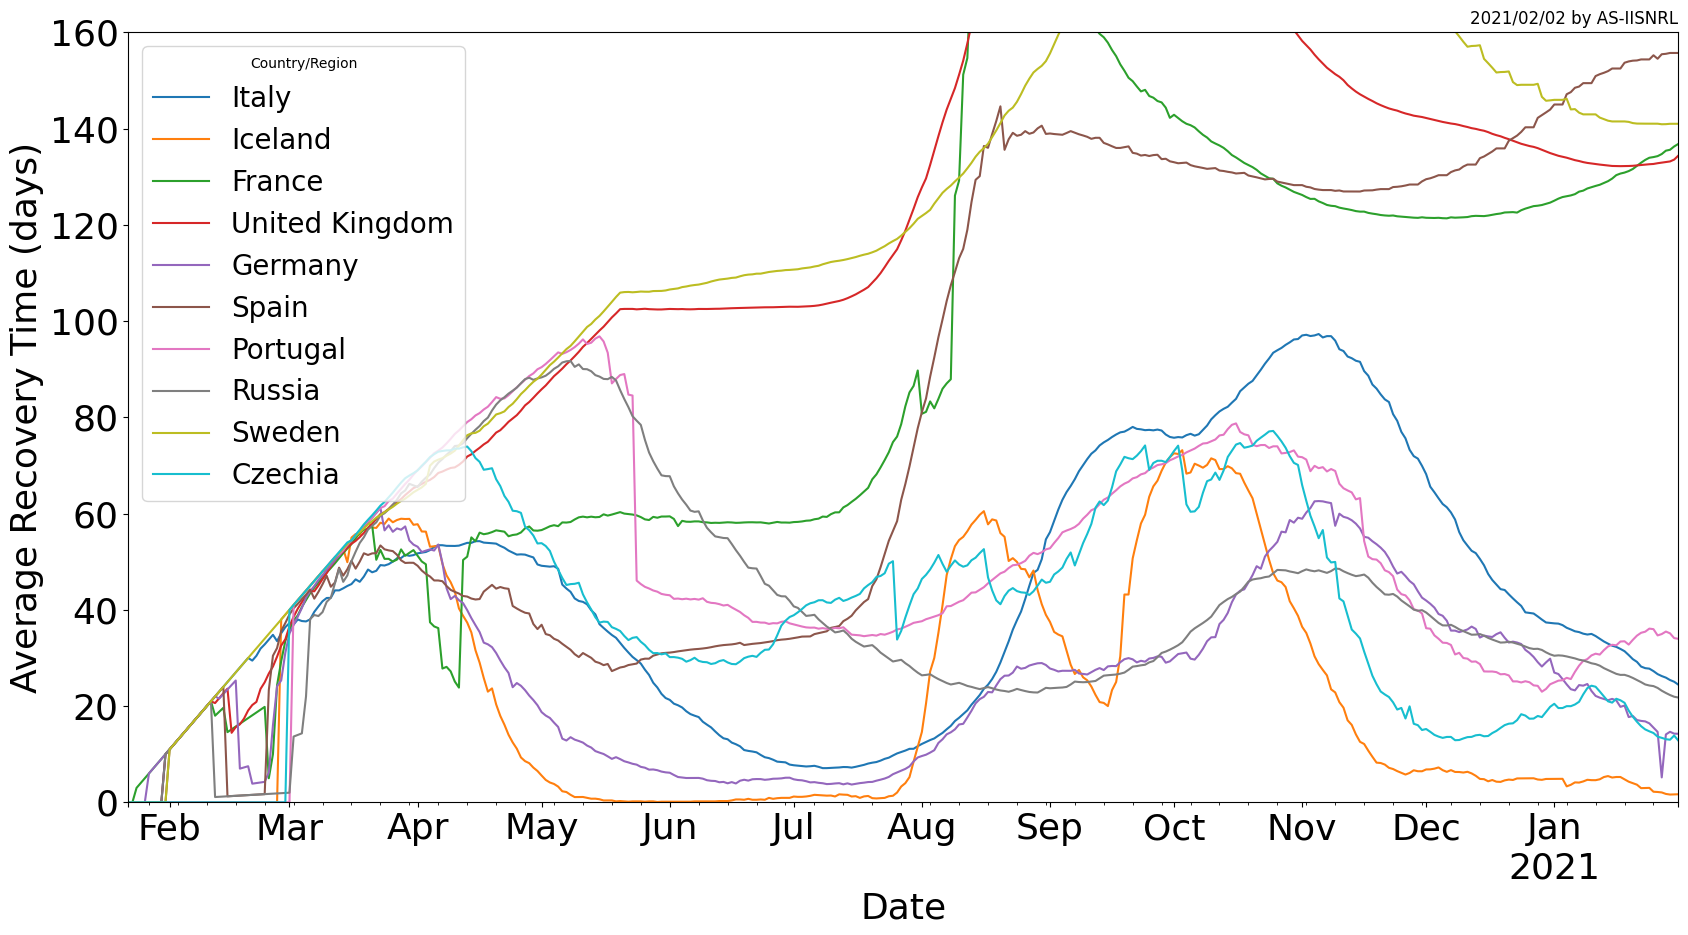 2021/02/02 by AS-IISNRL
160
140
120
100
80
60
40
20
0
Average Recovery Time (days)
Country/Region
Italy
Iceland
France
United Kingdom
Germany
Spain
Portugal
Russia
Sweden
Czechia
Feb Mar Apr May Jun Jul Aug Sep Oct Nov Dec Jan
2021
Date